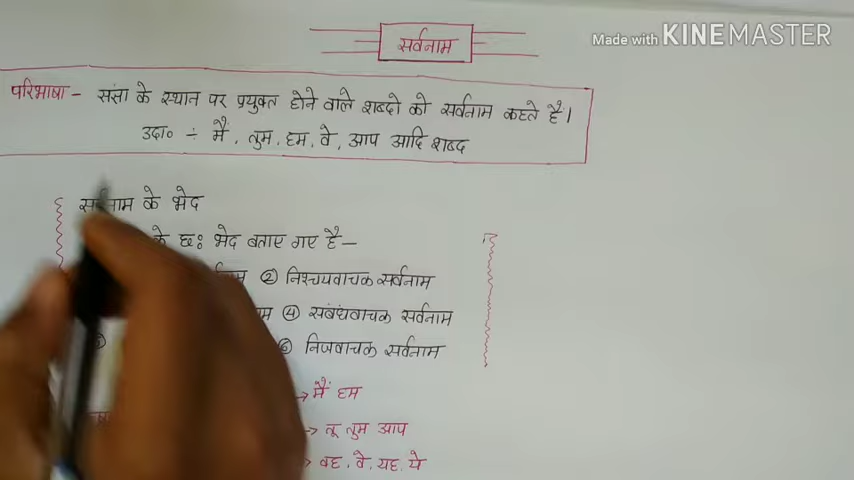 सर्वनाम
Made with KINEMASTER
परिभाषा - संज्ञा के स्थान पर प्रयुक्त होने वाले शब्दो को सर्वनाम कहते है।
उदा० ÷ मैं, तुम, हम, वे, आप आदि शब्द
सर्वनाम के भेद
के छः भेद बताए गए है—
② निश्चयवाचक सर्वनाम
④ संबंधवाचक सर्वनाम
⑥ निजवाचक सर्वनाम
→ मैं हम
→ तू तुम आप
→ वह, वे, यह, ये